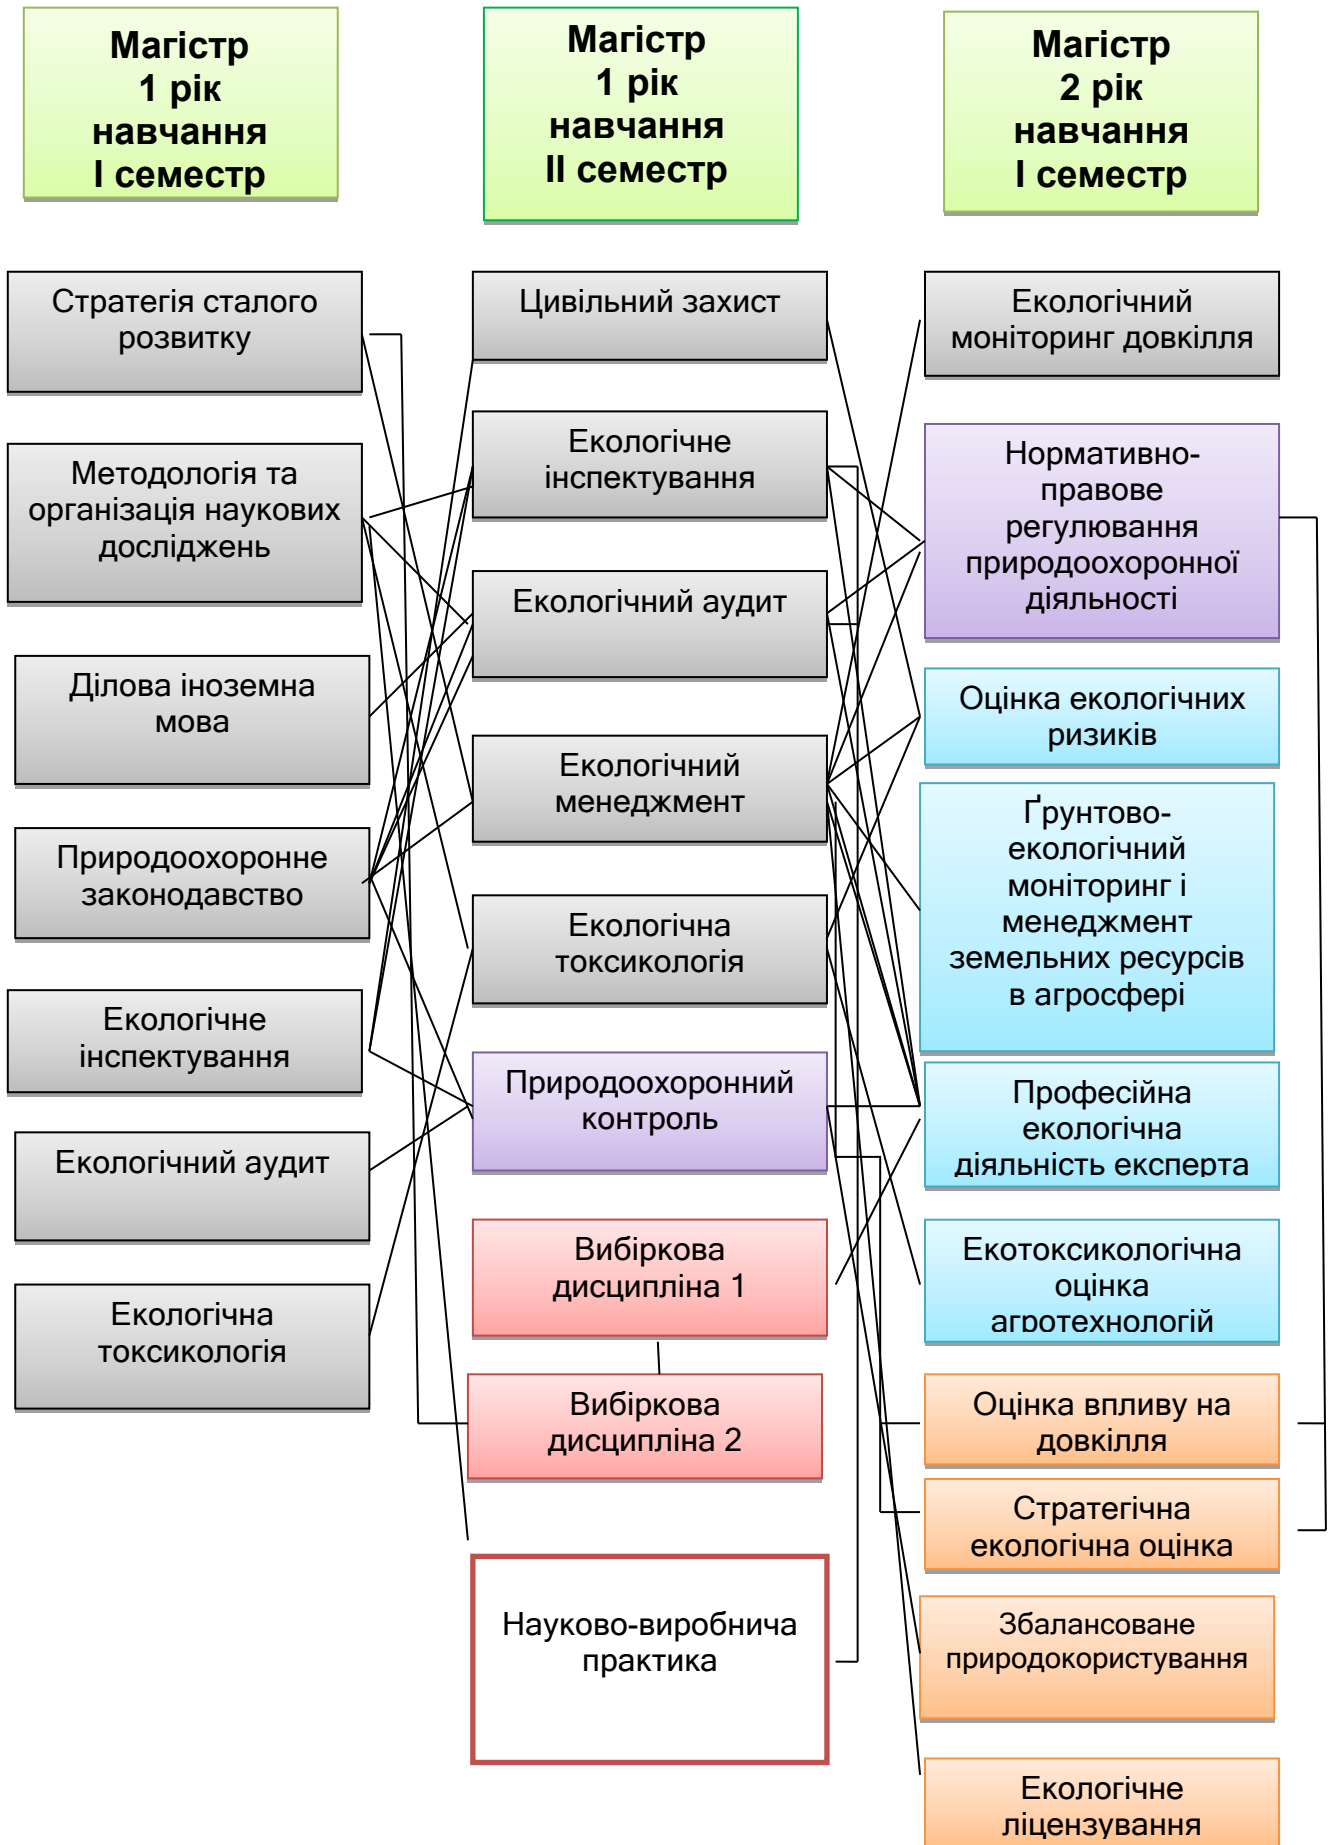 Магістр
1 рік
навчання
І семестр
Магістр
1 рік
навчання
ІІ семестр
Магістр
2 рік
навчання
І семестр
Стратегія сталого
розвитку
Методологія та
організація наукових
досліджень
Ділова іноземна
мова
Природоохоронне
законодавство
Екологічне
інспектування
Екологічний аудит
Екологічна
токсикологія
Цивільний захист
Екологічне
інспектування
Екологічний аудит
Екологічний
менеджмент
Екологічна
токсикологія
Природоохоронний
контроль
Вибіркова
дисципліна 1
Вибіркова
дисципліна 2
Науково-виробнича
практика
Екологічний
моніторинг довкілля
Нормативно-
правове
регулювання
природоохоронної
діяльності
Оцінка екологічних
ризиків
Ґрунтово-
екологічний
моніторинг і
менеджмент
земельних ресурсів
в агросфері
Професійна
екологічна
діяльність експерта
Екотоксикологічна
оцінка
агротехнологій
Оцінка впливу на
довкілля
Стратегічна
екологічна оцінка
Збалансоване
природокористування
Екологічне
ліцензування